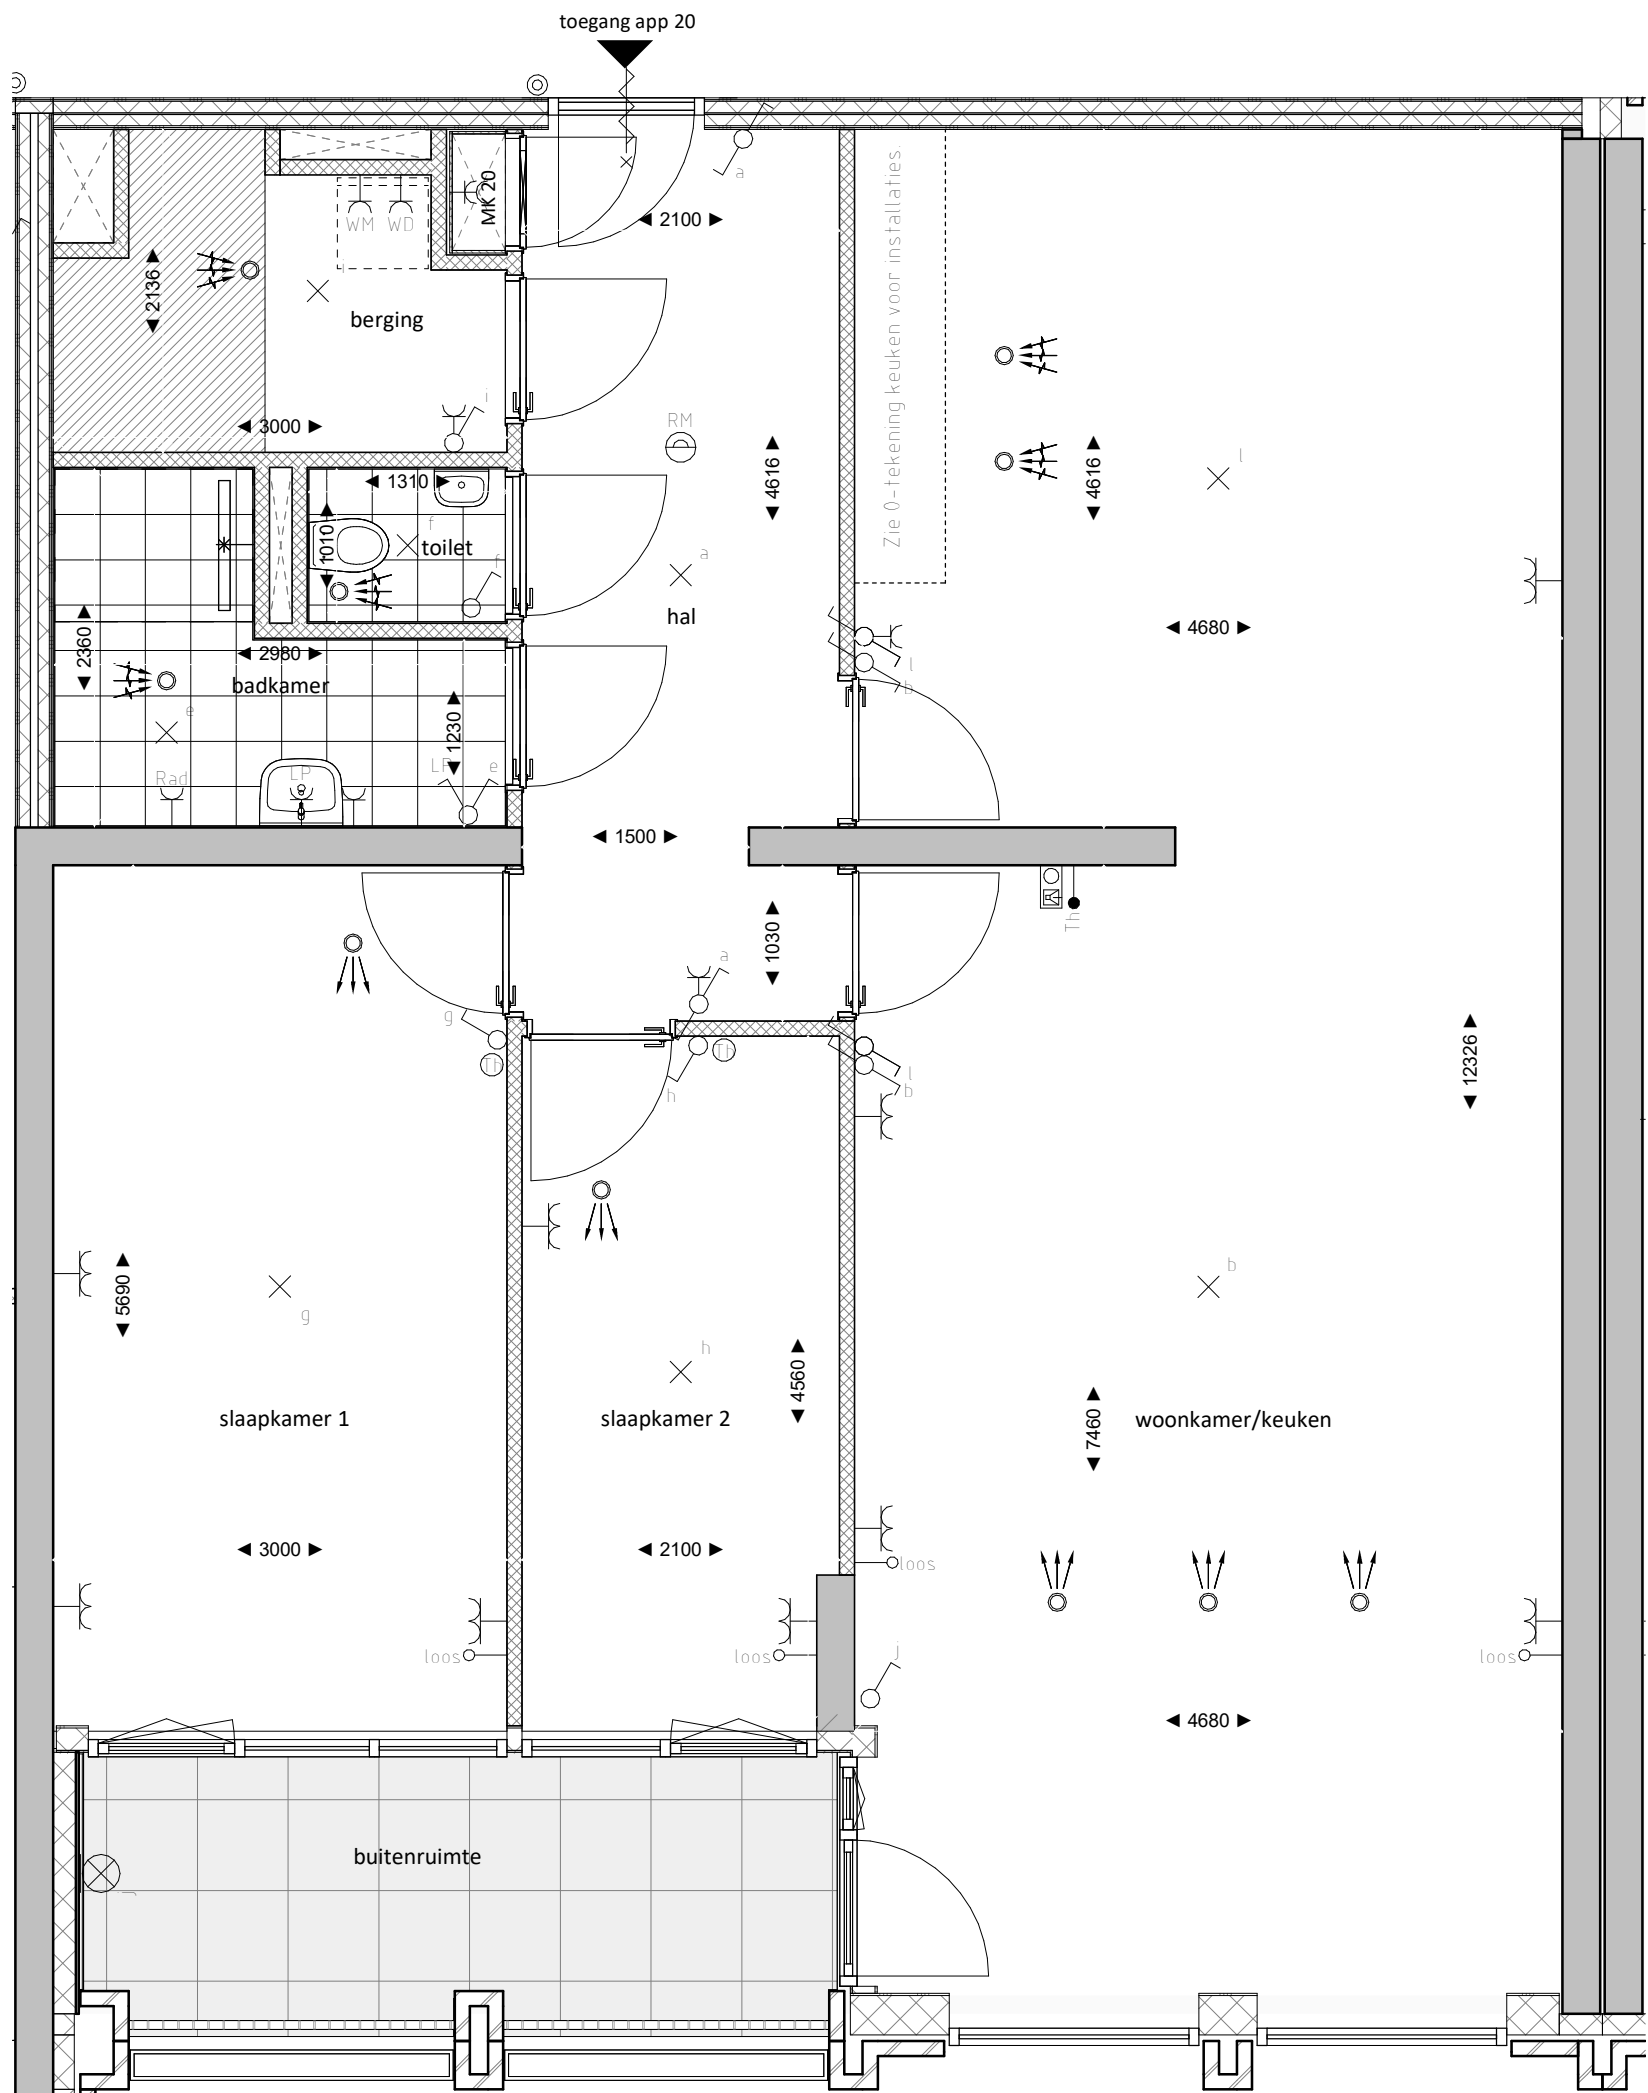 toegang app 20
a
MK 20
2100
WM
WD
2136
berging
Zie 0-tekening keuken voor installaties.
3000
i
RM
4616
4616
l
1310
1010
f
toilet
f
a
hal
2360
2980
badkamer
4680
l
b
1230
e
Rad
LP
LP
e
1500
1030
Th
a
g
Th
Th
h
l
b
12326
5690
g
h
b
4560
slaapkamer 1
slaapkamer 2
7460
woonkamer/keuken
3000
2100
loos
loos
loos
loos
j
4680
buitenruimte
j